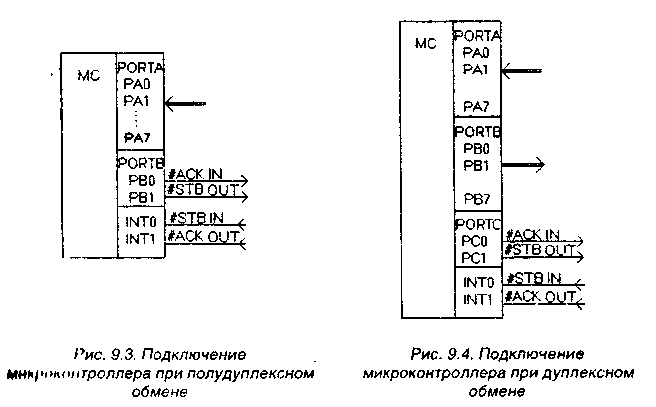 MC
PORTA
PA0
PA1
PA7
PORTB
PB0
PB1
INT0
INT1
#ACK IN
#STB OUT
#STB IN
#ACK OUT
Рис. 9.3. Подключение
микроконтроллера при полудуплексном
обмене
MC
PORTA
PA0
PA1
PA7
PORTB
PB0
PB1
PB7
PORTC
PC0
PC1
INT0
INT1
#ACK IN
#STB OUT
#STB IN
#ACK OUT
Рис. 9.4. Подключение
микроконтроллера при дуплексном
обмене